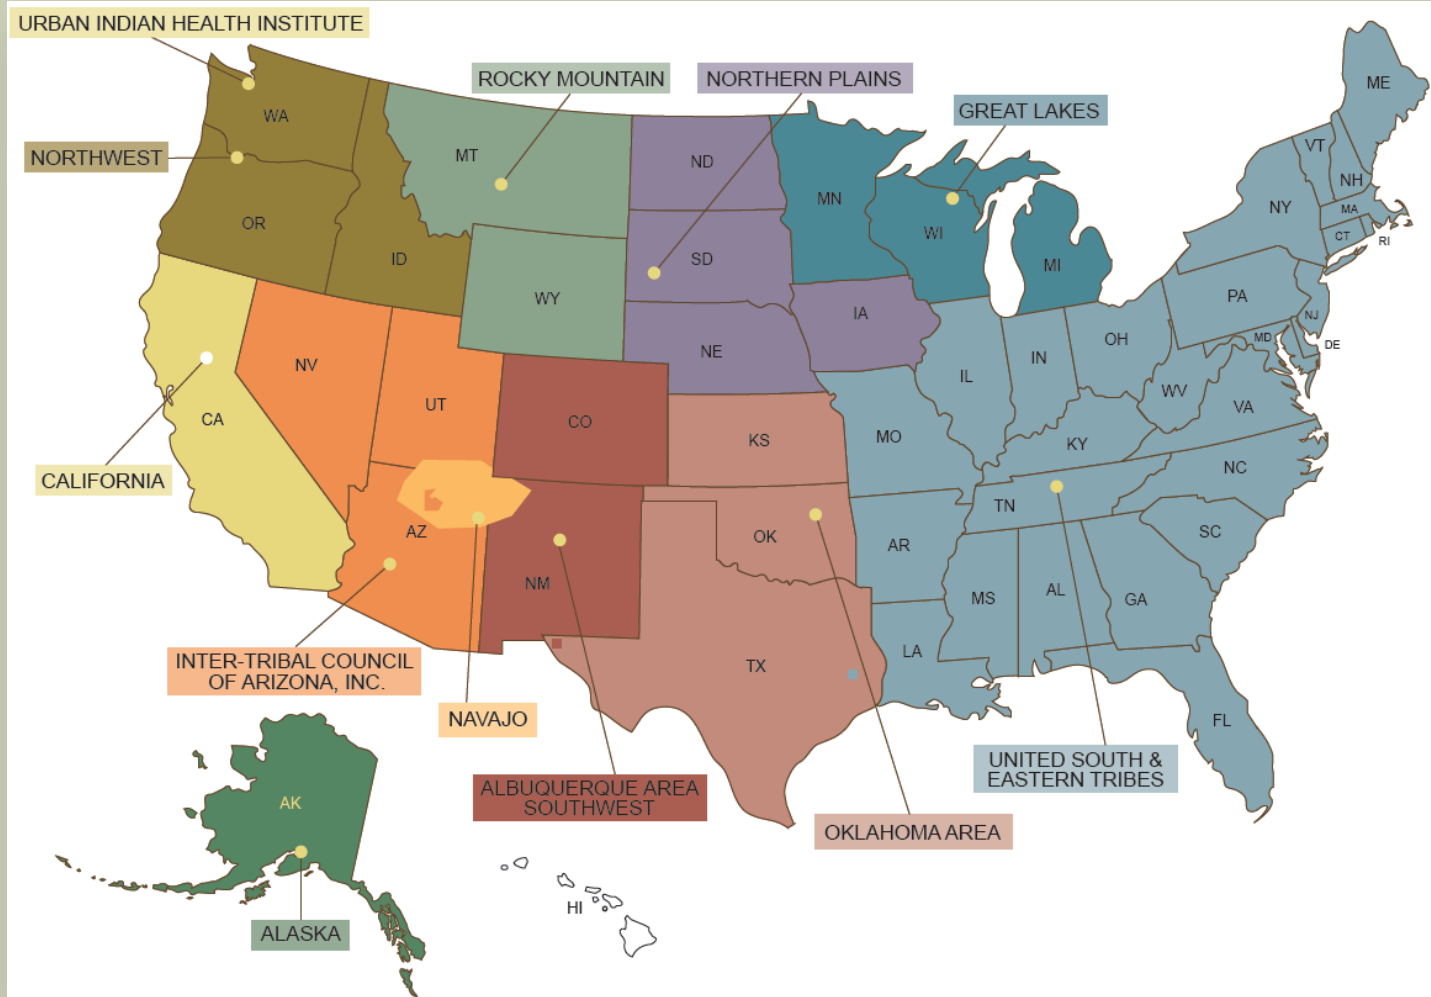 URBAN INDIAN HEALTH INSTITUTE
ROCKY MOUNTAIN
NORTHERN PLAINS
GREAT LAKES
NORTHWEST
WA
MT
ND
MN
ME
VT
NH
NY
MA
CT
RI
OR
ID
SD
WI
MI
WY
IA
PA
NJ
NV
NE
IN
OH
MD
DE
UT
CO
IL
WV
VA
CA
KS
MO
KY
NC
CALIFORNIA
AZ
OK
AR
TN
SC
NM
MS
AL
GA
INTER-TRIBAL COUNCIL
OF ARIZONA, INC.
TX
LA
NAVAJO
FL
UNITED SOUTH &
EASTERN TRIBES
ALBUQUERQUE AREA
SOUTHWEST
AK
OKLAHOMA AREA
HI
ALASKA